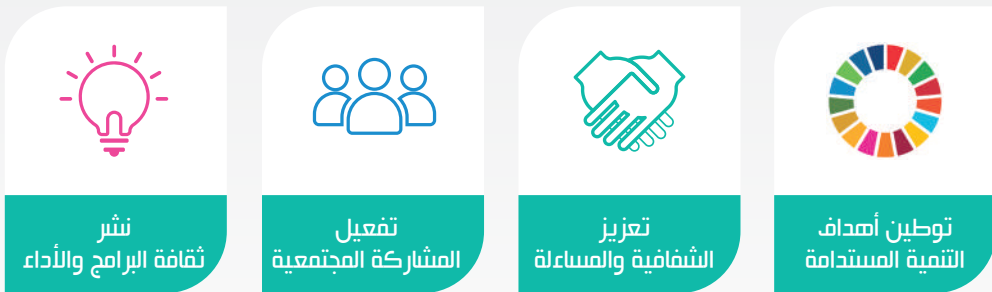 توطين أهداف
التنمية المستدامة
تعزيز
الشفافية والمساءلة
تفعيل
المشاركة المجتمعية
نشر
ثقافة البرامج والأداء